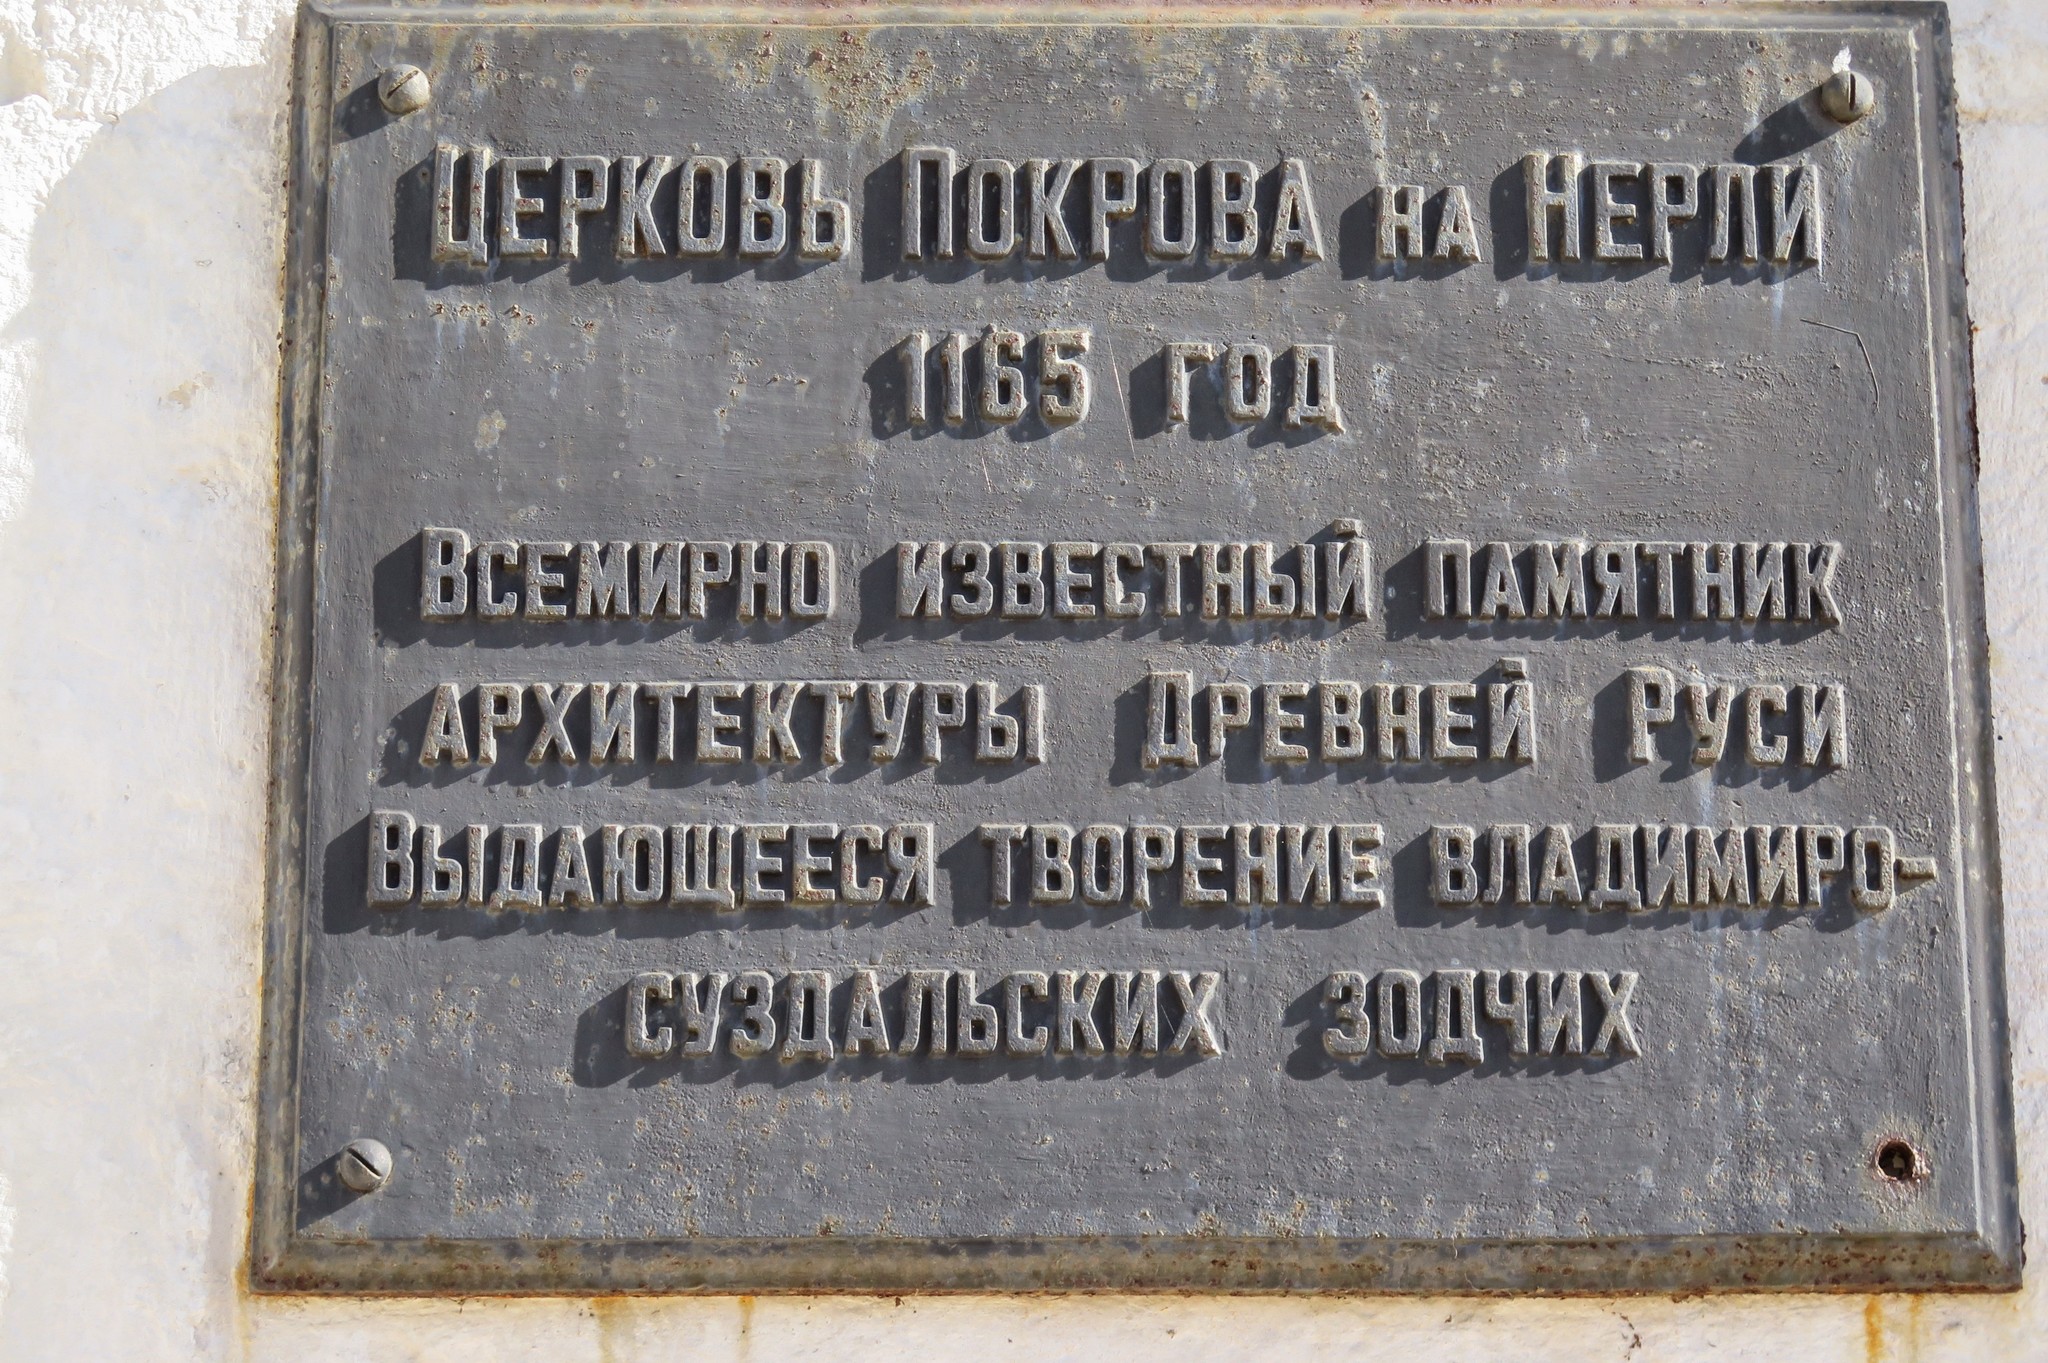 Церковь Покрова на Нерли
1165 год
Всемирно известный памятник
архитектуры Древней Руси
Выдающееся творение владимиро-
суздальских зодчих